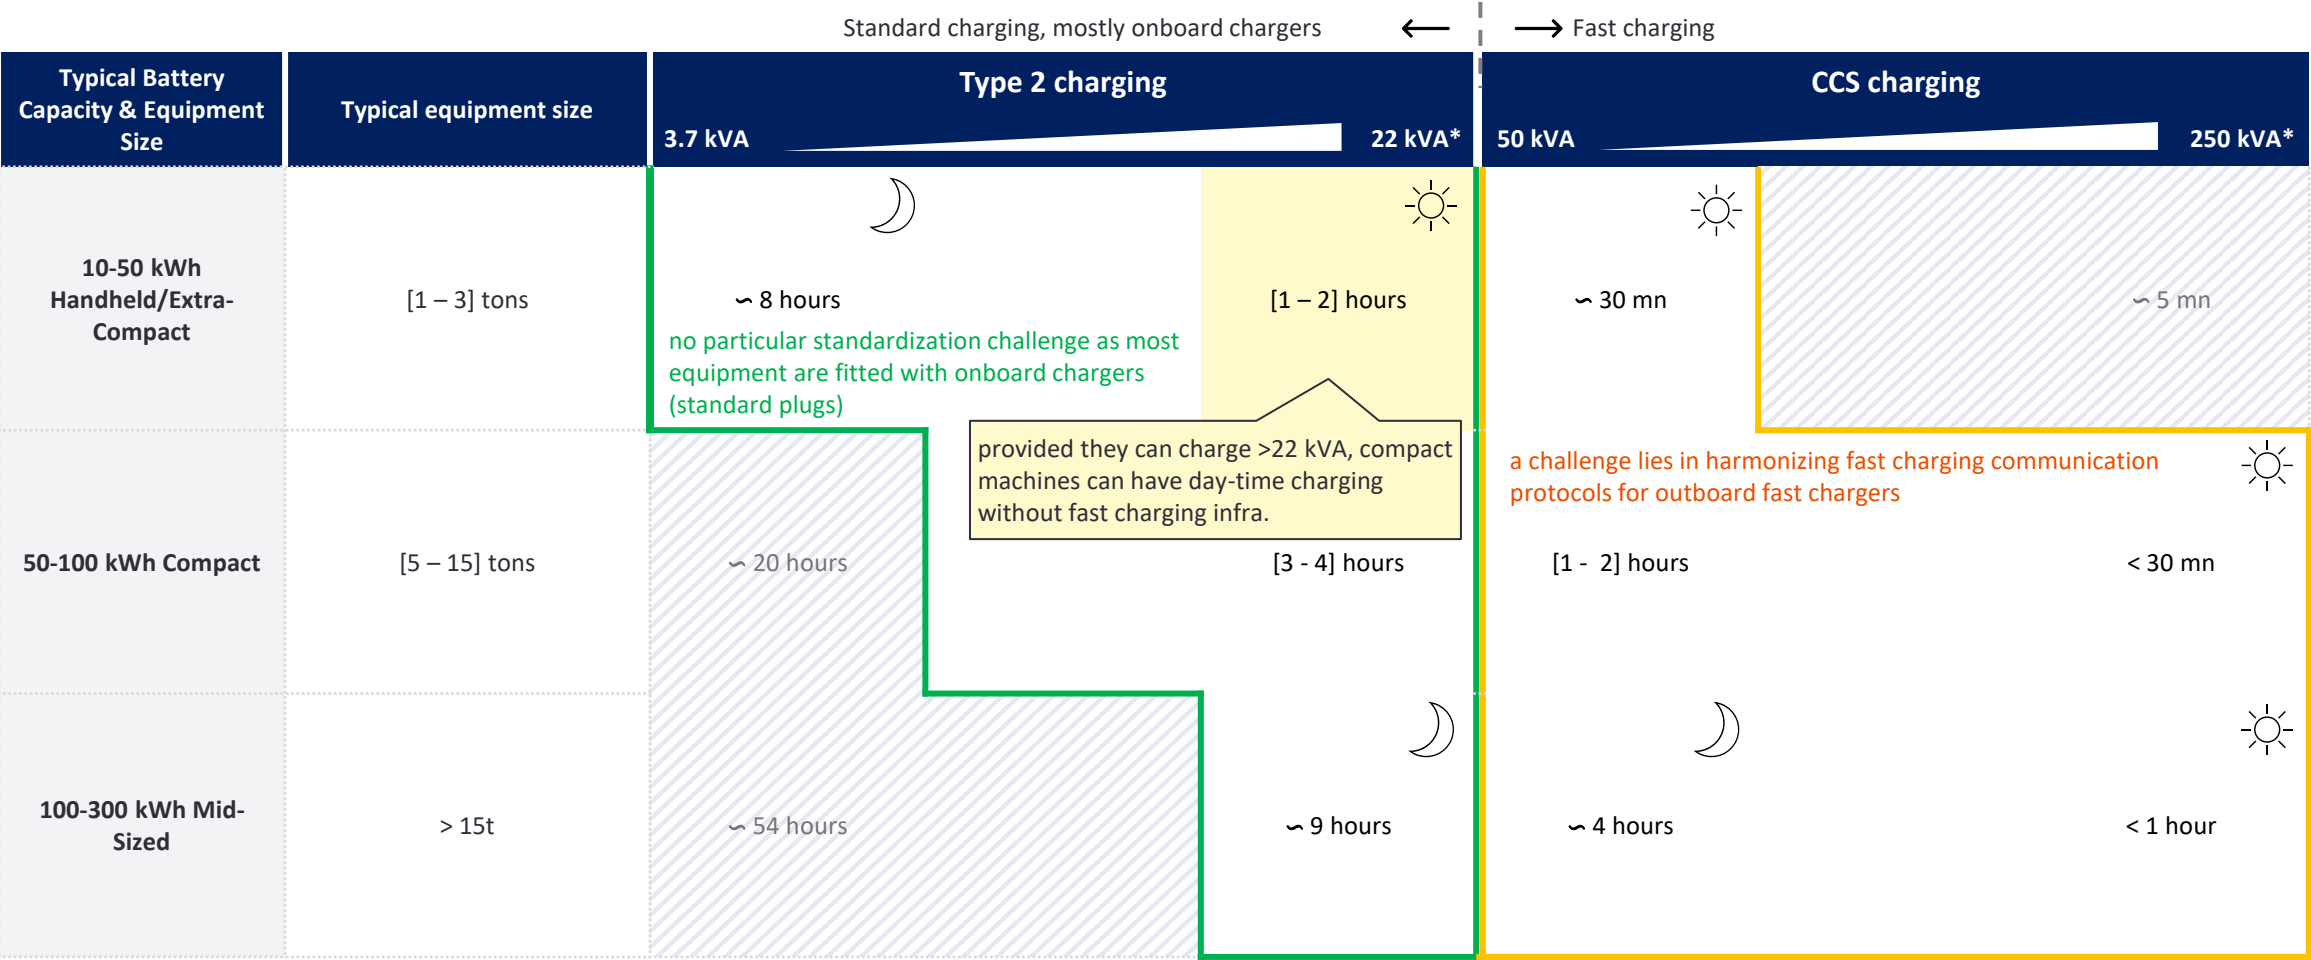 Standard charging, mostly onboard chargers
Fast charging
Typical Battery
Capacity & Equipment
Size
Typical equipment size
Type 2 charging
3.7 kVA
22 kVA*
CCS charging
50 kVA
250 kVA*
10-50 kWh
Handheld/Extra-
Compact
[1 – 3] tons
~ 8 hours
[1 – 2] hours
~ 30 mn
~ 5 mn
no particular standardization challenge as most
equipment are fitted with onboard chargers
(standard plugs)
provided they can charge >22 kVA, compact
machines can have day-time charging
without fast charging infra.
a challenge lies in harmonizing fast charging communication
protocols for outboard fast chargers
50-100 kWh Compact
[5 – 15] tons
~ 20 hours
[3 - 4] hours
[1 -  2] hours
< 30 mn
100-300 kWh Mid-
Sized
> 15t
~ 54 hours
~ 9 hours
~ 4 hours
< 1 hour